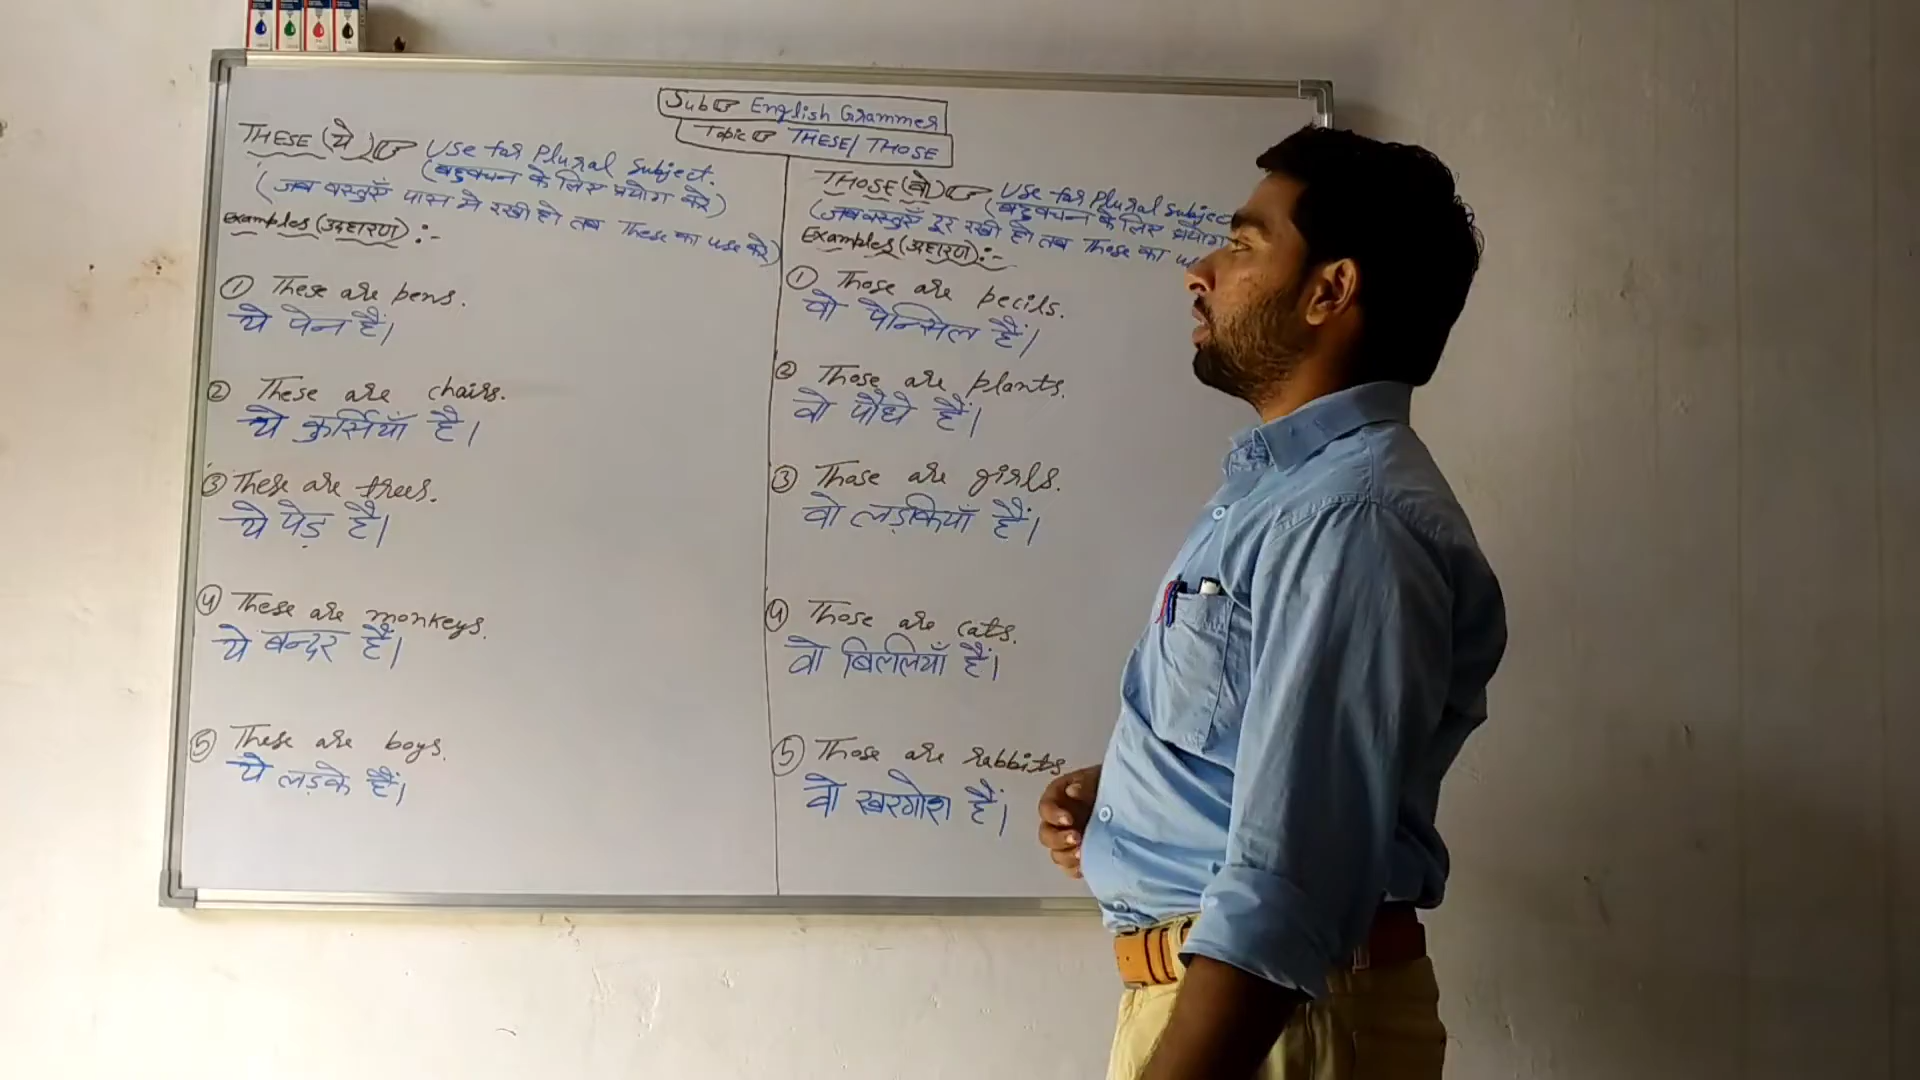 Sub☞ English Grammer
Topic☞ THESE/ THOSE
THESE (ये)☞ Use for Plural Subject.
(बहुवचन के लिए प्रयोग करे)
(जब वस्तुएँ पास मे रखी हो तब These का use करे)
Examples (उदहारण) :-
① These are pens.
ये पेन हैं।
② These are chairs.
ये कुर्सियाँ है।
③ These are trees.
ये पेड़ है।
④ These are monkeys.
ये बन्दर हैं।
⑤ These are boys.
ये लड़के हैं।
THOSE (वो)☞ Use for Plural Subject
(बहुवचन के लिए प्रयोग
(जब वस्तुएँ दूर रखी हो तब Those का
Examples (उदहारण) :-
① Those are pecils.
वो पेन्सिल हैं।
② Those are plants.
वो पौधे हैं।
③ Those are girls.
वो लड़कियाँ हैं।
④ Those are cats.
वो बिल्लियाँ हैं।
⑤ Those are rabbits
वो खरगोश हैं।